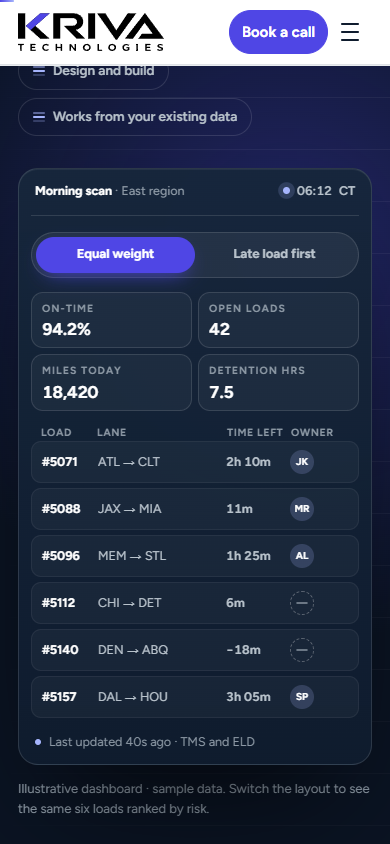 KRIVA
TECHNOLOGIES
Book a call
Design and build
Works from your existing data
Morning scan · East region
06:12 CT
Equal weight
Late load first
ON-TIME
94.2%
OPEN LOADS
42
MILES TODAY
18,420
DETENTION HRS
7.5
LOAD LANE TIME LEFT OWNER
#5071 ATL → CLT 2h 10m JK
#5088 JAX → MIA 11m MR
#5096 MEM → STL 1h 25m AL
#5112 CHI → DET 6m —
#5140 DEN → ABQ −18m —
#5157 DAL → HOU 3h 05m SP
Last updated 40s ago · TMS and ELD
Illustrative dashboard · sample data. Switch the layout to see
the same six loads ranked by risk.